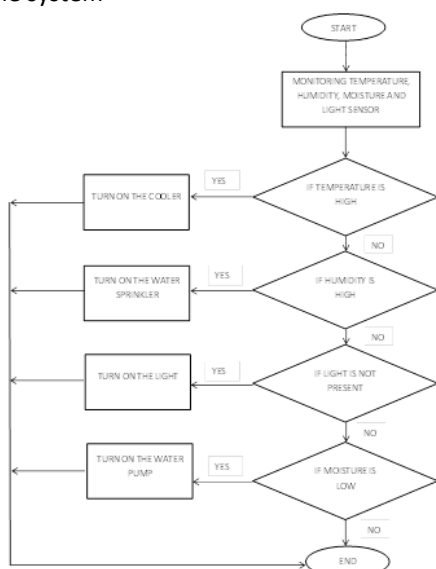 START
MONITORING TEMPERATURE,
HUMIDITY, MOISTURE AND
LIGHT SENSOR
IF TEMPERATURE IS
HIGH
YES
TURN ON THE COOLER
NO
IF HUMIDITY IS
HIGH
YES
TURN ON THE WATER
SPRINKLER
NO
IF LIGHT IS NOT
PRESENT
YES
TURN ON THE LIGHT
NO
IF MOISTURE IS
LOW
YES
TURN ON THE WATER
PUMP
NO
END